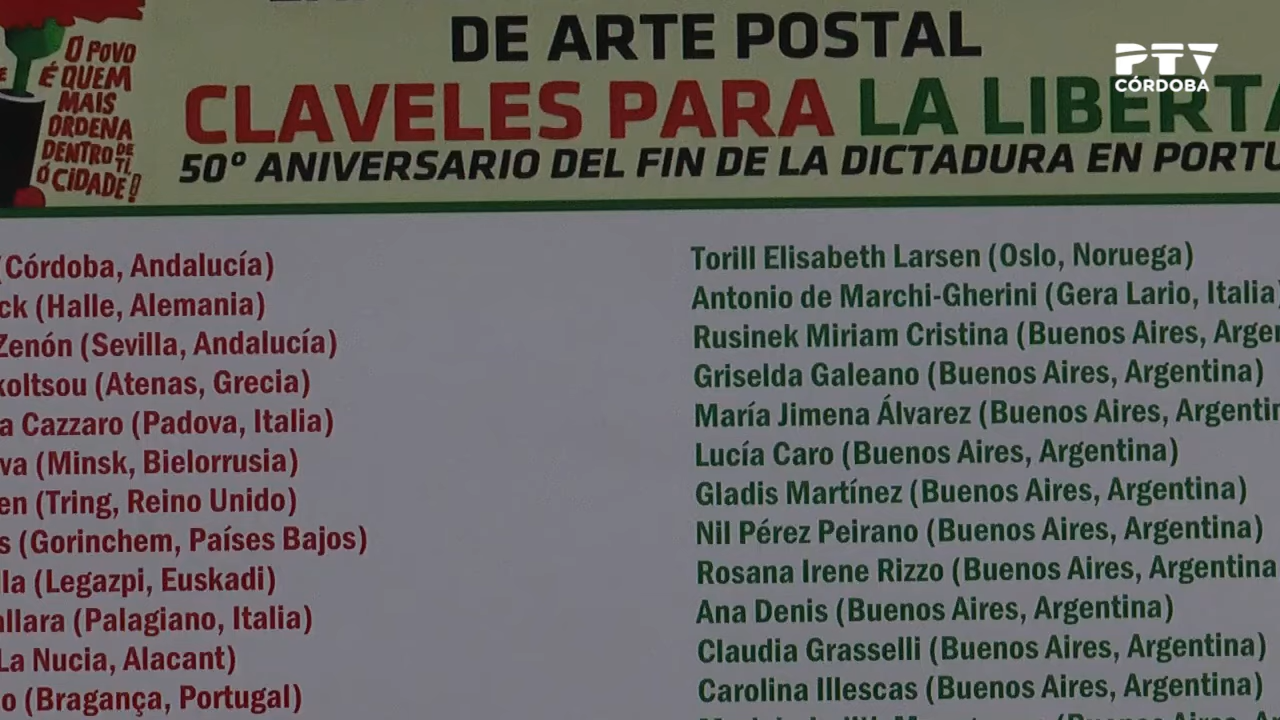 DE ARTE POSTAL
CLAVELES PARA LA LIBERTA
50º ANIVERSARIO DEL FIN DE LA DICTADURA EN PORTU
O POVO
É QUEM
MAIS
ORDENA
DENTRO DE
TI,
Ó CIDADE!
PTV
CÓRDOBA
(Córdoba, Andalucía)
ck (Halle, Alemania)
Zenón (Sevilla, Andalucía)
koltsou (Atenas, Grecia)
a Cazzaro (Padova, Italia)
va (Minsk, Bielorrusia)
en (Tring, Reino Unido)
s (Gorinchem, Países Bajos)
lla (Legazpi, Euskadi)
allara (Palagiano, Italia)
La Nucia, Alacant)
o (Bragança, Portugal)
Torill Elisabeth Larsen (Oslo, Noruega)
Antonio de Marchi-Gherini (Gera Lario, Italia)
Rusinek Miriam Cristina (Buenos Aires, Argen
Griselda Galeano (Buenos Aires, Argentina)
María Jimena Álvarez (Buenos Aires, Argentin
Lucía Caro (Buenos Aires, Argentina)
Gladis Martínez (Buenos Aires, Argentina)
Nil Pérez Peirano (Buenos Aires, Argentina)
Rosana Irene Rizzo (Buenos Aires, Argentina
Ana Denis (Buenos Aires, Argentina)
Claudia Grasselli (Buenos Aires, Argentina)
Carolina Illescas (Buenos Aires, Argentina)